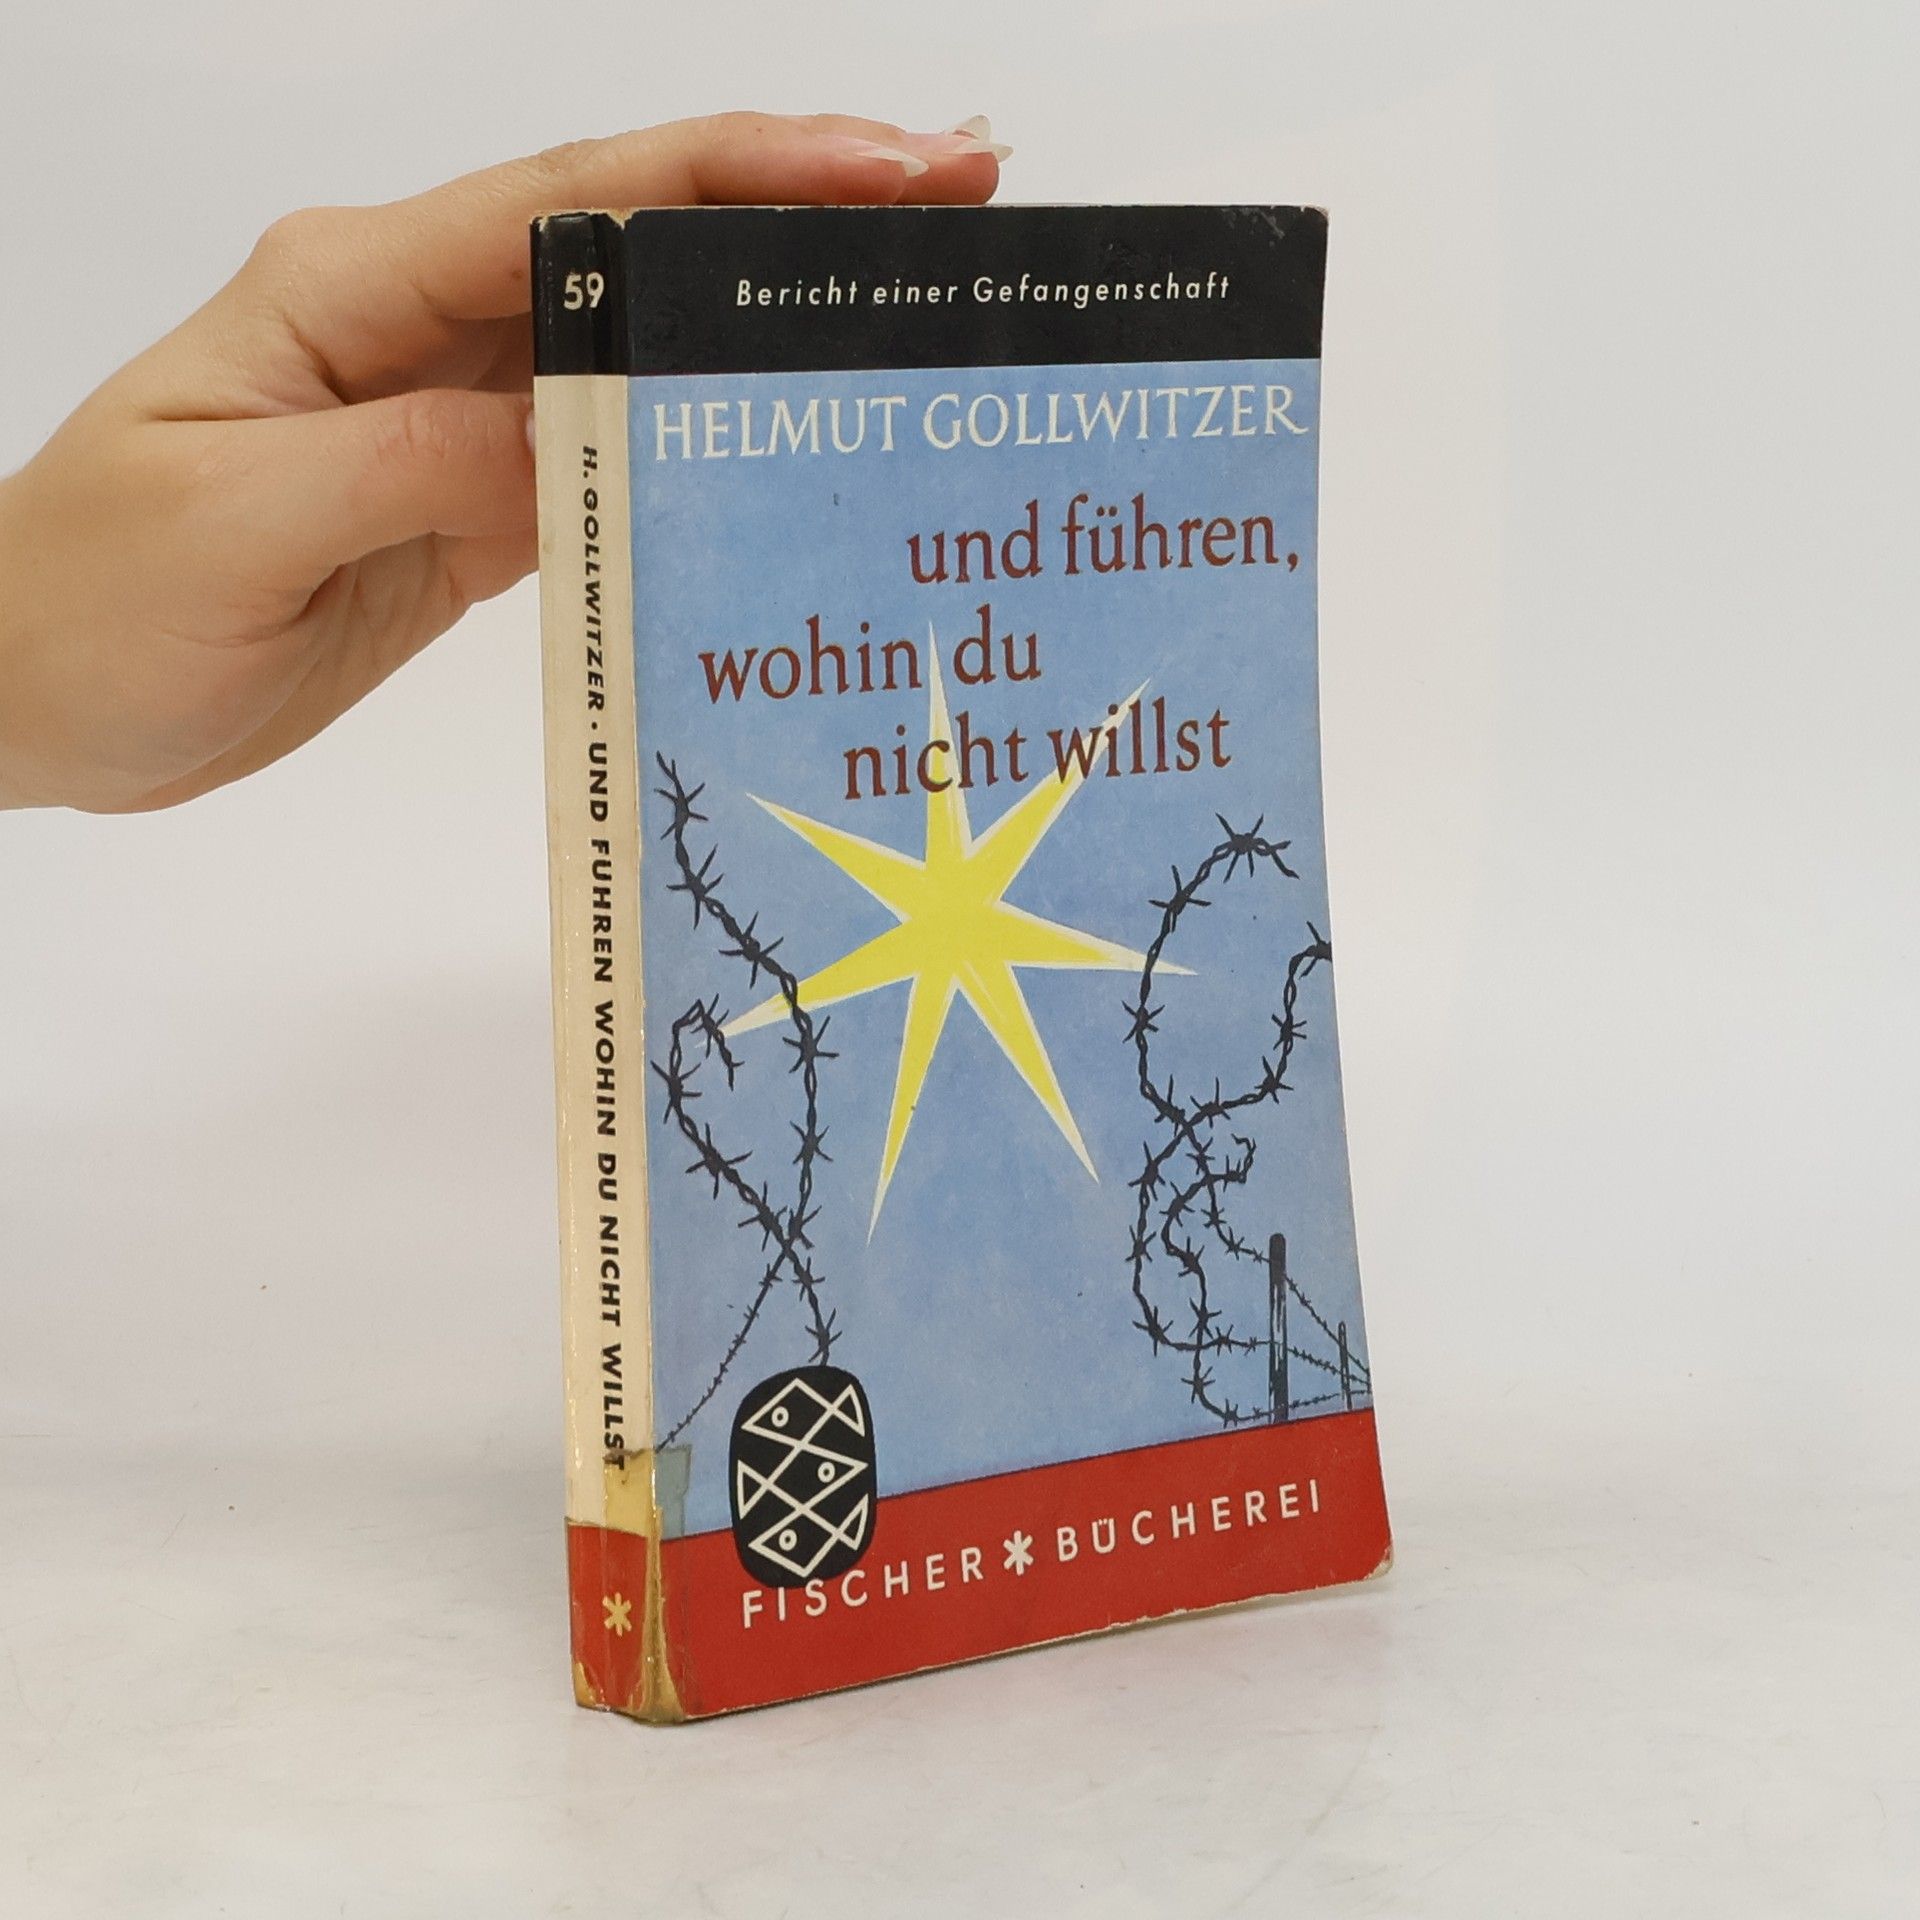 59
H. GOLLWITZER · UND FÜHREN WOHIN DU NICHT WILLST
*
Bericht einer Gefangenschaft
HELMUT GOLLWITZER
und führen,
wohin du
nicht willst
FISCHER * BÜCHEREI